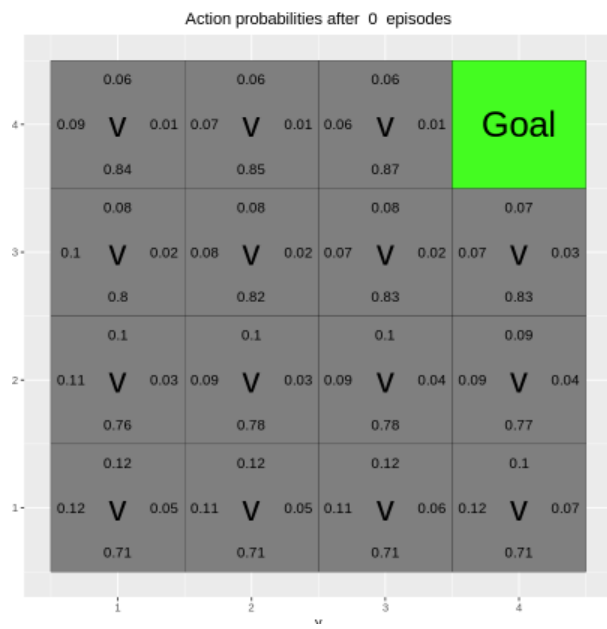 Action probabilities after 0 episodes
0.06 0.06 0.06
4 0.09 V 0.01 0.07 V 0.01 0.06 V 0.01 Goal
0.84 0.85 0.87
0.08 0.08 0.08 0.07
3 0.1 V 0.02 0.08 V 0.02 0.07 V 0.02 0.07 V 0.03
0.8 0.82 0.83 0.83
0.1 0.1 0.1 0.09
2 0.11 V 0.03 0.09 V 0.03 0.09 V 0.04 0.09 V 0.04
0.76 0.78 0.78 0.77
0.12 0.12 0.12 0.1
1 0.12 V 0.05 0.11 V 0.05 0.11 V 0.06 0.12 V 0.07
0.71 0.71 0.71 0.71
1 2 3 4